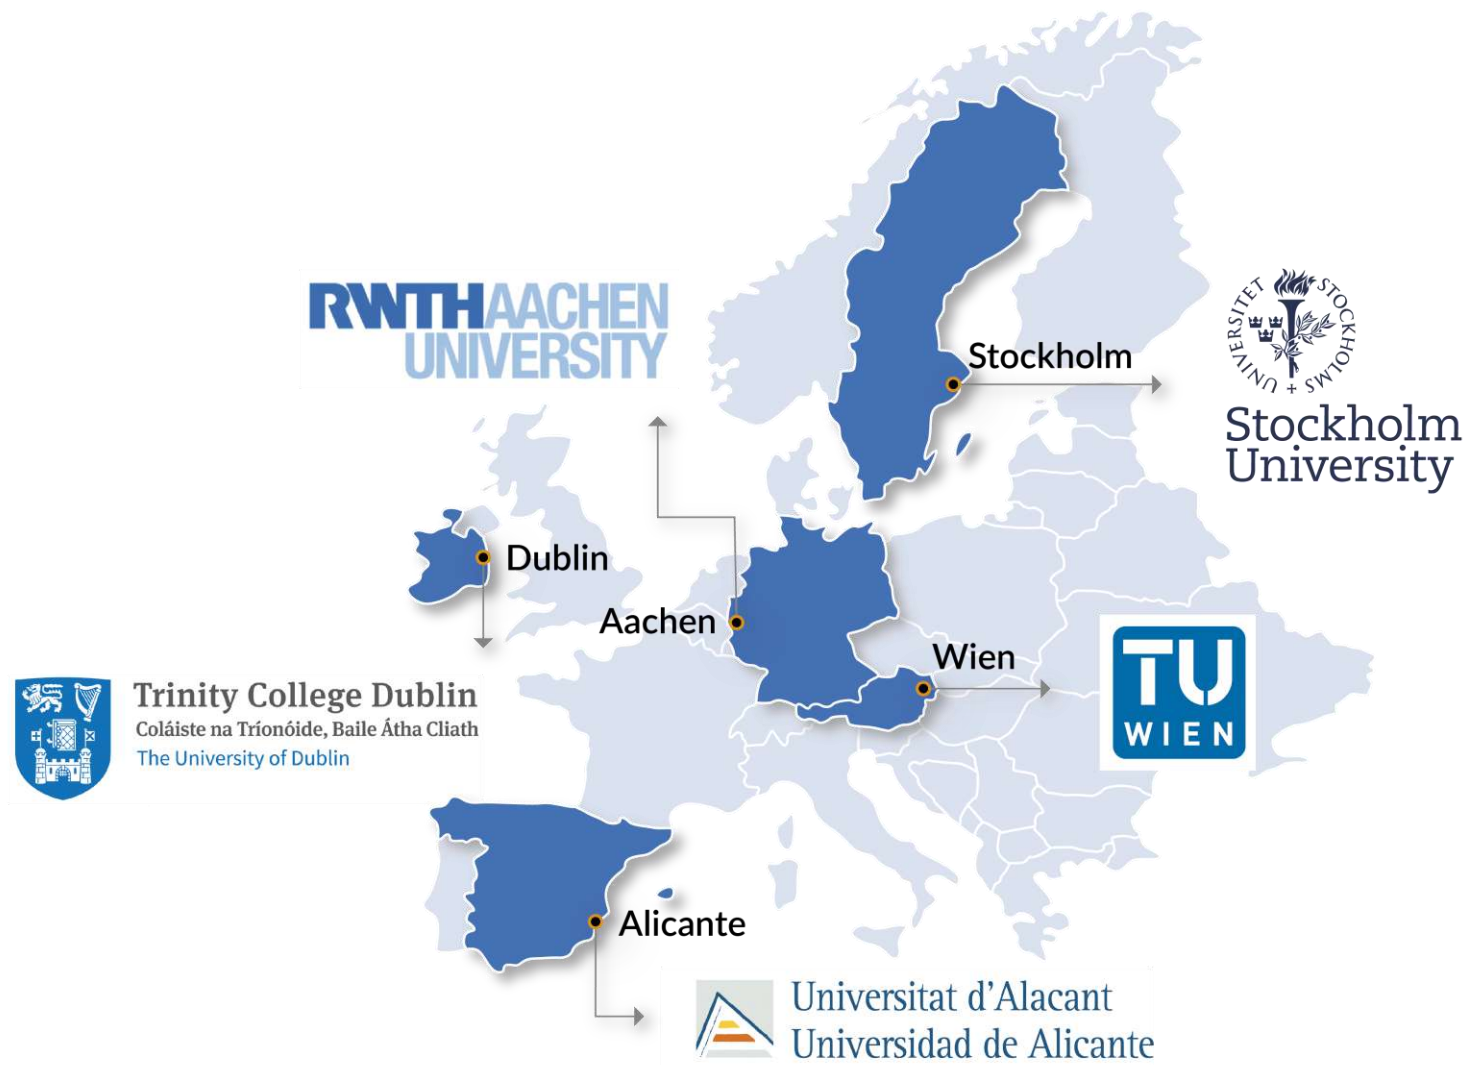 RWTHAACHEN
UNIVERSITY
Stockholm
UNIVERSITET STOCKHOLMS
Stockholm
University
Dublin
Aachen
Wien
TU
WIEN
Trinity College Dublin
Coláiste na Tríonóide, Baile Átha Cliath
The University of Dublin
Alicante
Universitat d'Alacant
Universidad de Alicante